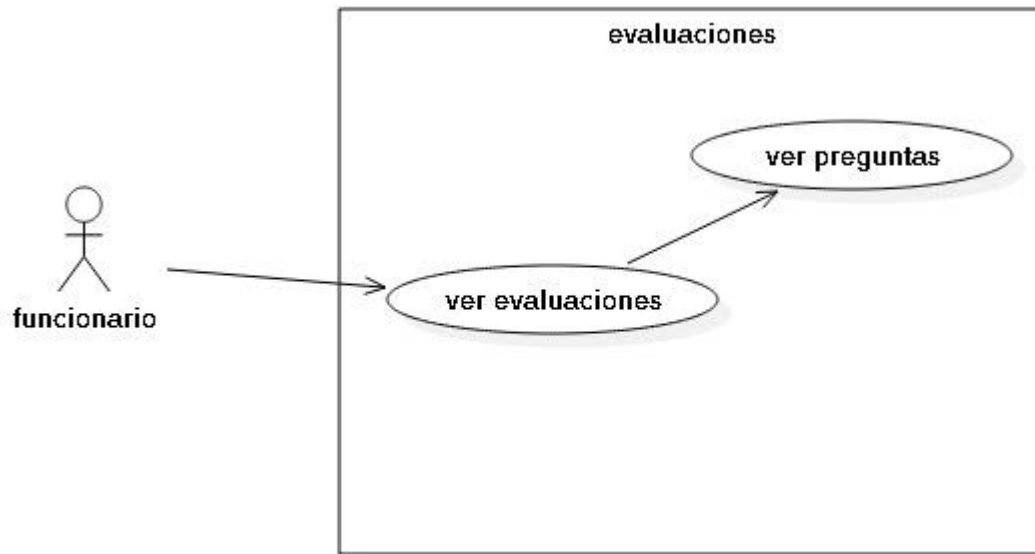 evaluaciones
ver preguntas
ver evaluaciones
funcionario